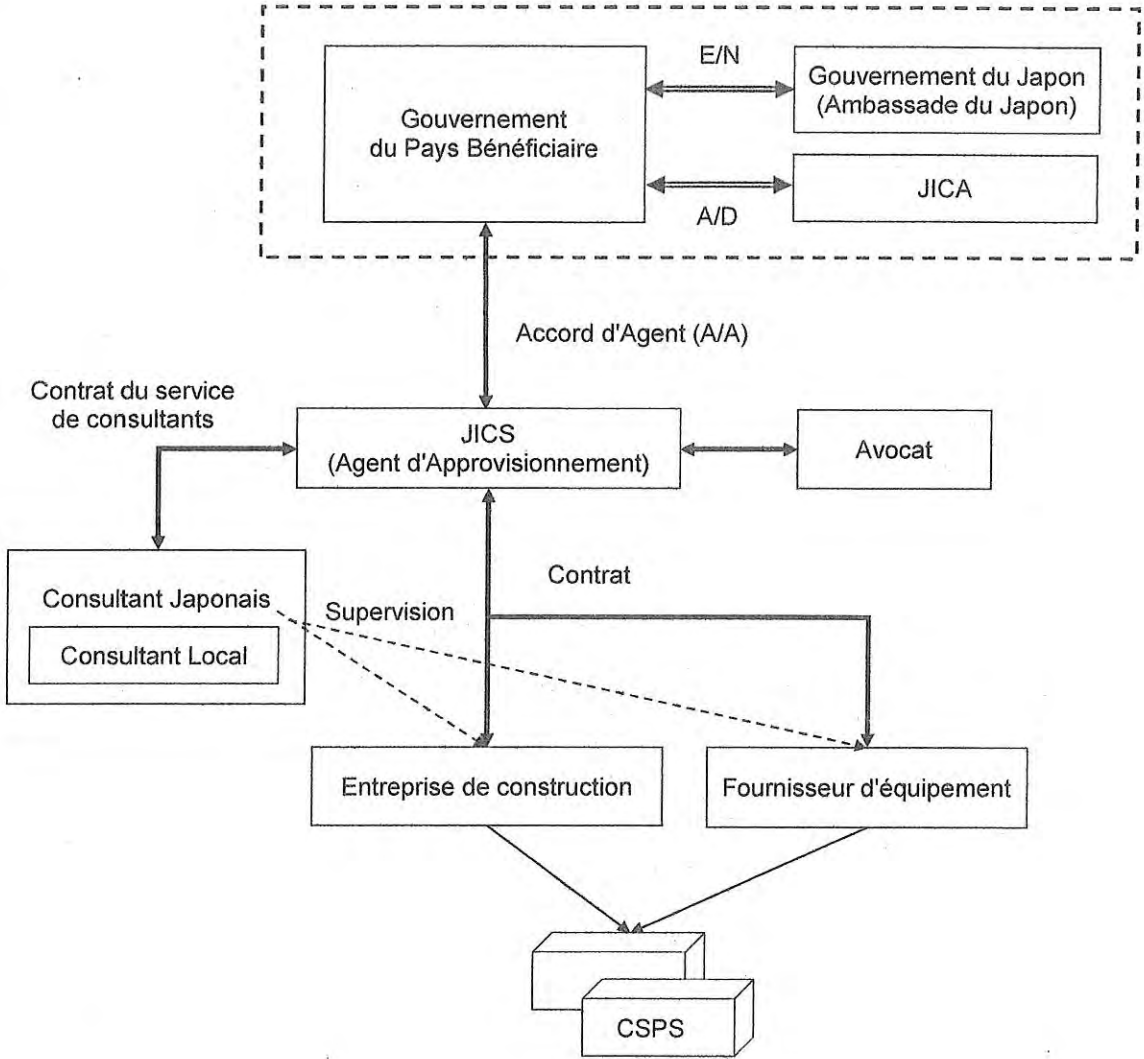 E/N
Gouvernement du Japon
(Ambassade du Japon)
Gouvernement
du Pays Bénéficiaire
JICA
A/D
Accord d'Agent (A/A)
Contrat du service
de consultants
JICS
(Agent d'Approvisionnement)
Avocat
Contrat
Consultant Japonais
Supervision
Consultant Local
Entreprise de construction
Fournisseur d'équipement
CSPS